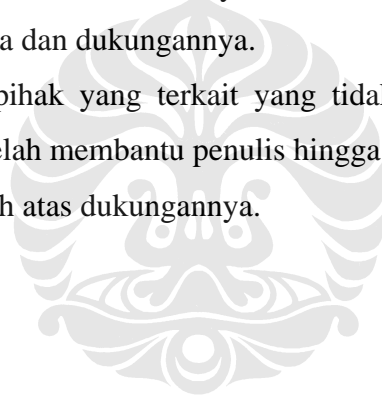 a dan dukungannya.
pihak yang terkait yang tidak
elah membantu penulis hingga
h atas dukungannya.